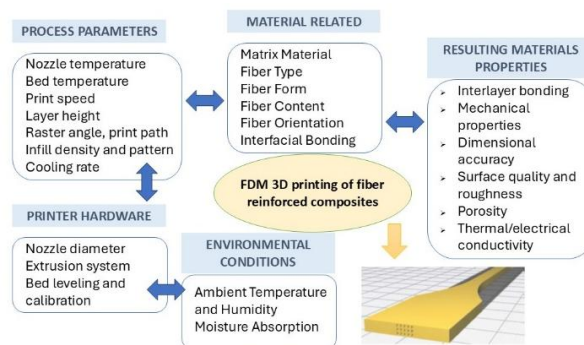 PROCESS PARAMETERS
Nozzle temperature
Bed temperature
Print speed
Layer height
Raster angle, print path
Infill density and pattern
Cooling rate
MATERIAL RELATED
Matrix Material
Fiber Type
Fiber Form
Fiber Content
Fiber Orientation
Interfacial Bonding
RESULTING MATERIALS
PROPERTIES
Interlayer bonding
Mechanical
properties
Dimensional
accuracy
Surface quality and
roughness
Porosity
Thermal/electrical
conductivity
FDM 3D printing of fiber
reinforced composites
PRINTER HARDWARE
Nozzle diameter
Extrusion system
Bed leveling and
calibration
ENVIRONMENTAL
CONDITIONS
Ambient Temperature
and Humidity
Moisture Absorption